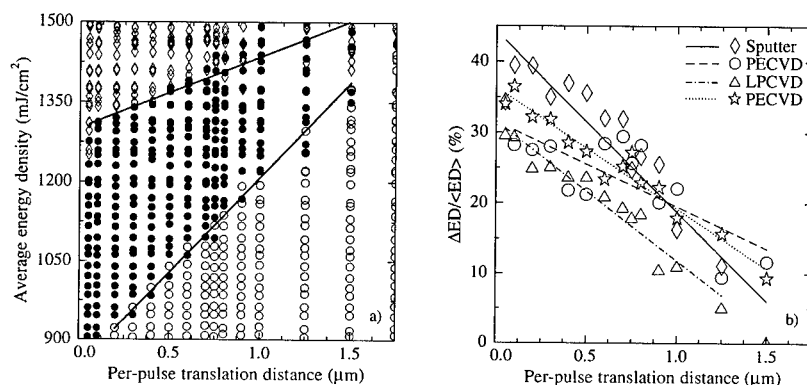 1500
1350
1200
1050
900
Average energy density (mJ/cm²)
0.0
0.5
1.0
1.5
Per-pulse translation distance (μm)
a)
40
30
20
10
0
ΔED/<ED> (%)
b)
Sputter
PECVD
LPCVD
PECVD
0.0
0.5
1.0
1.5
Per-pulse translation distance (μm)
b)